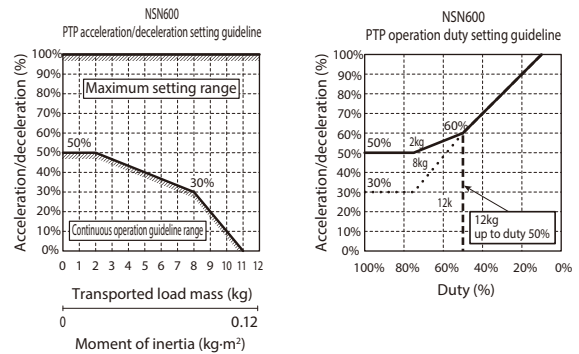 NSN600
PTP acceleration/deceleration setting guideline
Acceleration/deceleration (%)
100%
90%
80%
70%
60%
50%
40%
30%
20%
10%
0%
Maximum setting range
50%
30%
Continuous operation guideline range
0 1 2 3 4 5 6 7 8 9 10 11 12
Transported load mass (kg)
0 0.12
Moment of inertia (kg·m²)
NSN600
PTP operation duty setting guideline
Acceleration/deceleration (%)
100%
90%
80%
70%
60%
50%
40%
30%
20%
10%
0%
60%
50%
2kg
8kg
30%
12k
12kg
up to duty 50%
100% 80% 60% 40% 20% 0%
Duty (%)